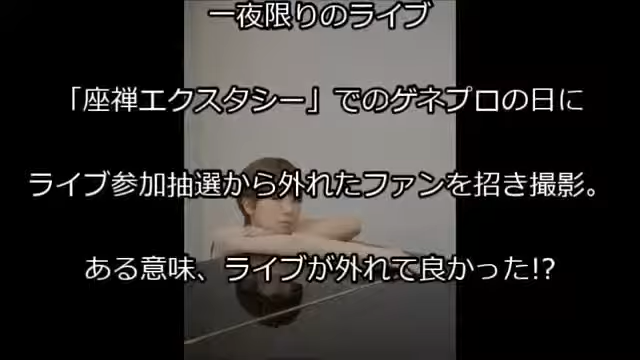 一夜限りのライブ
「座禅エクスタシー」でのゲネプロの日に
ライブ参加抽選から外れたファンを招き撮影。
ある意味、ライブが外れて良かった!?